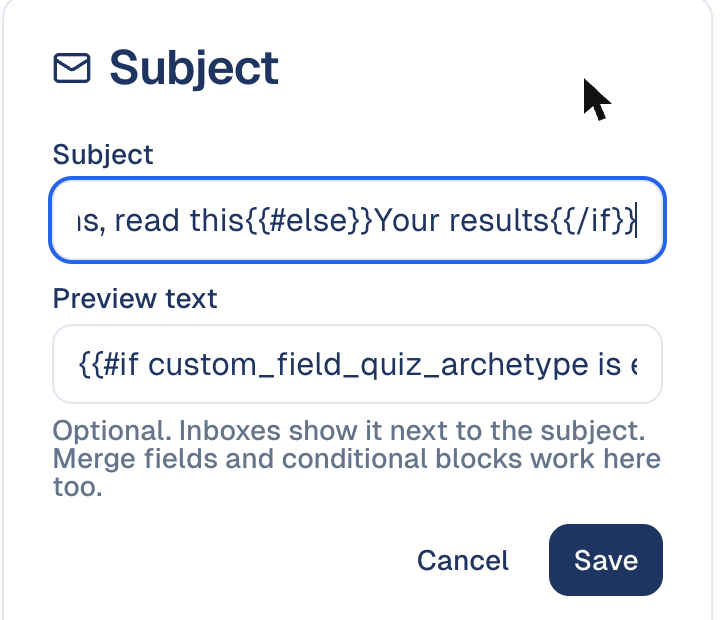 Subject
Subject
s, read this{{#else}}Your results{{/if}}
Preview text
{{#if custom_field_quiz_archetype is
Optional. Inboxes show it next to the subject.
Merge fields and conditional blocks work here
too.
Cancel
Save